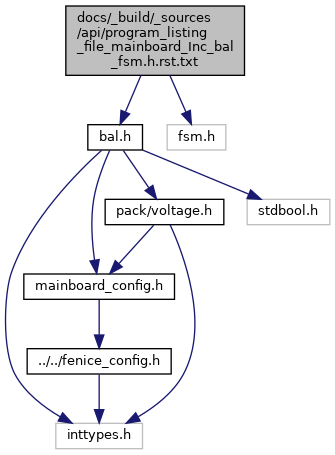 docs/_build/_sources
/api/program_listing
_file_mainboard_Inc_bal
_fsm.h.rst.txt
bal.h
fsm.h
pack/voltage.h
stdbool.h
mainboard_config.h
../../fenice_config.h
inttypes.h